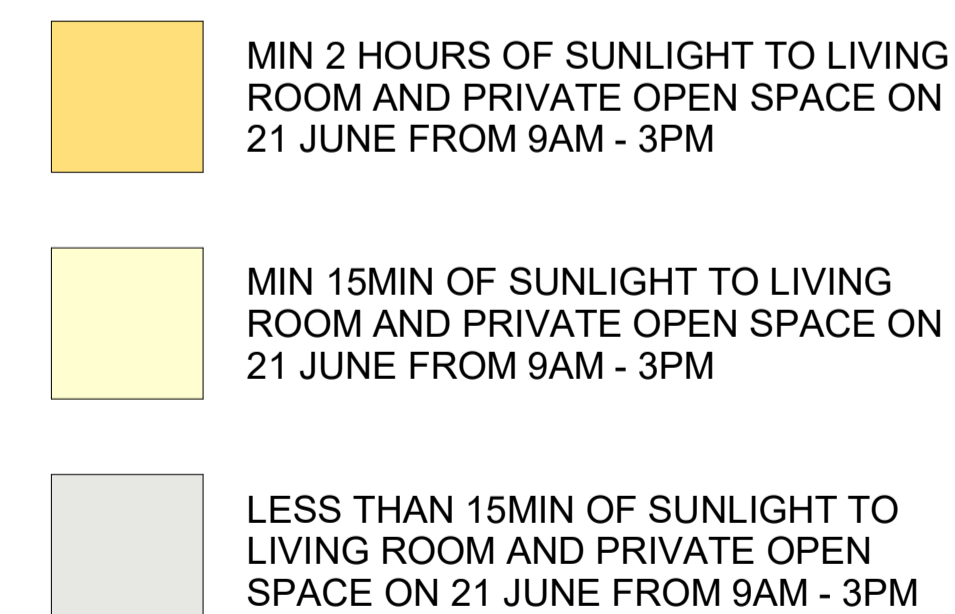 MIN 2 HOURS OF SUNLIGHT TO LIVING
ROOM AND PRIVATE OPEN SPACE ON
21 JUNE FROM 9AM - 3PM
MIN 15MIN OF SUNLIGHT TO LIVING
ROOM AND PRIVATE OPEN SPACE ON
21 JUNE FROM 9AM - 3PM
LESS THAN 15MIN OF SUNLIGHT TO
LIVING ROOM AND PRIVATE OPEN
SPACE ON 21 JUNE FROM 9AM - 3PM